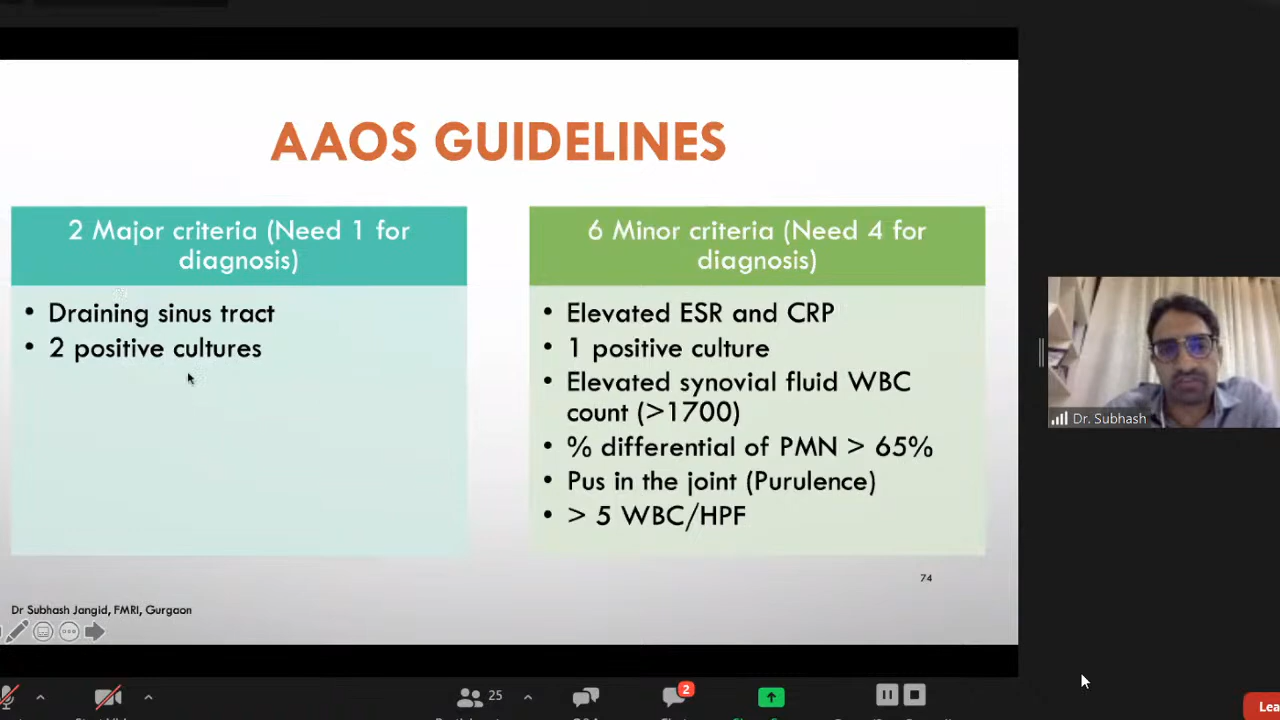 AAOS GUIDELINES
2 Major criteria (Need 1 for
diagnosis)
• Draining sinus tract
• 2 positive cultures
6 Minor criteria (Need 4 for
diagnosis)
• Elevated ESR and CRP
• 1 positive culture
• Elevated synovial fluid WBC
count (>1700)
• % differential of PMN > 65%
• Pus in the joint (Purulence)
• > 5 WBC/HPF
74
Dr Subhash Jangid, FMRI, Gurgaon
Dr. Subhash
25
2
Lea